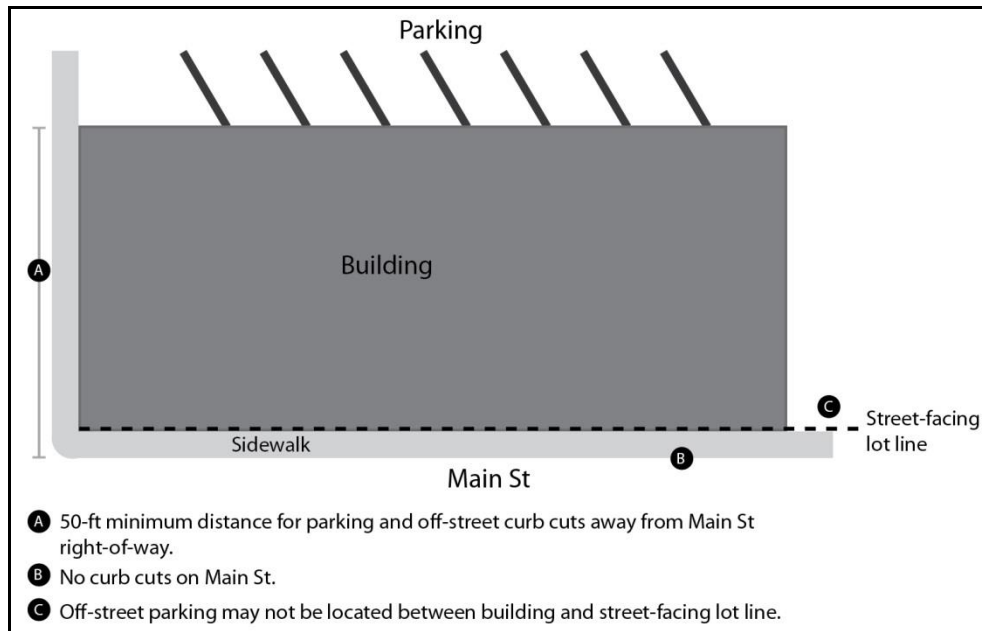 Parking
A
Building
C
Street-facing
lot line
Sidewalk
B
Main St
A 50-ft minimum distance for parking and off-street curb cuts away from Main St
right-of-way.
B No curb cuts on Main St.
C Off-street parking may not be located between building and street-facing lot line.